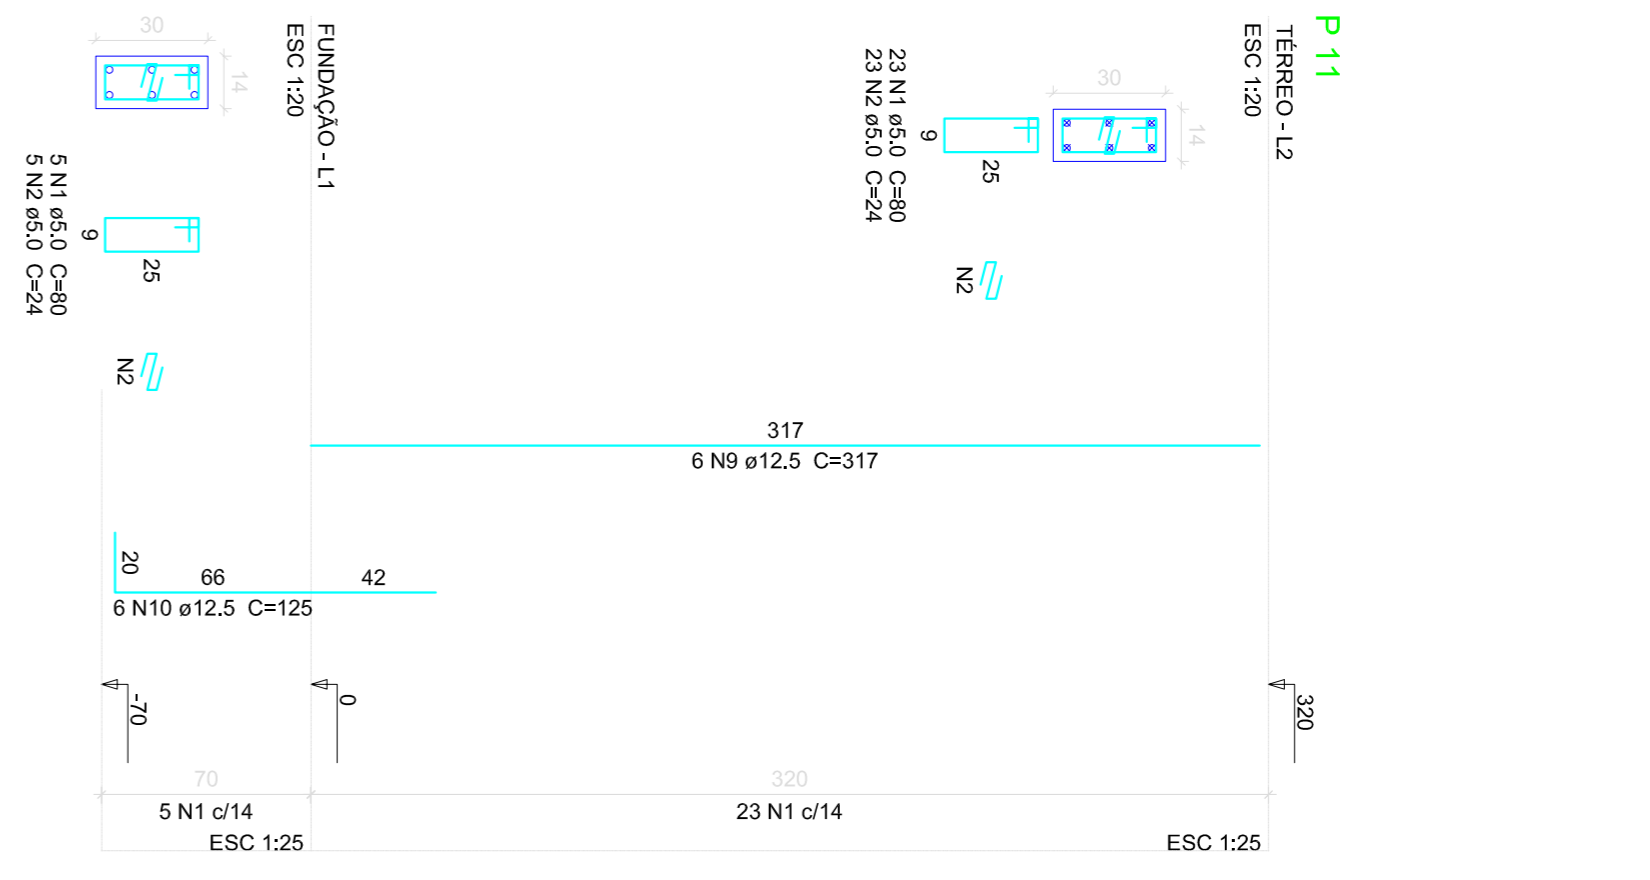 P 11
TÉRREO - L2
ESC 1:20
30
14
9
25
23 N1 ø5.0  C=80
23 N2 ø5.0  C=24
N2
FUNDAÇÃO - L1
ESC 1:20
30
14
9
25
5 N1 ø5.0  C=80
5 N2 ø5.0  C=24
N2
317
6 N9 ø12.5  C=317
20
66
42
6 N10 ø12.5  C=125
-70
0
320
70
320
5 N1 c/14
23 N1 c/14
ESC 1:25
ESC 1:25